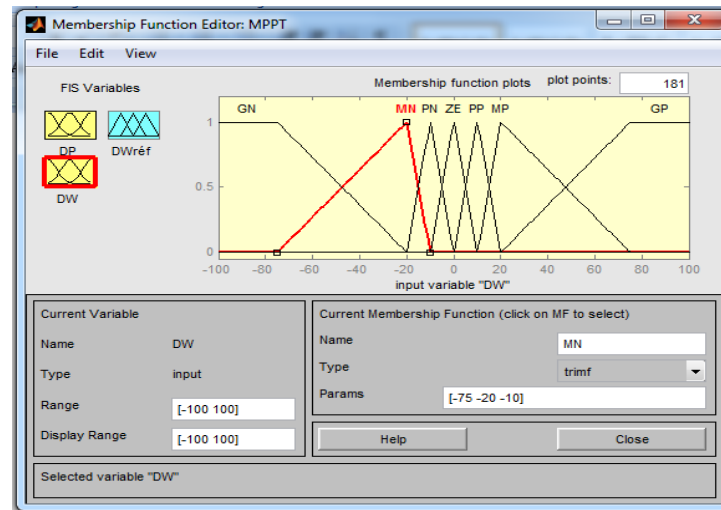 Membership Function Editor: MPPT
File Edit View
FIS Variables
DP DWréf
DW
Membership function plots plot points: 181
GN MN PN ZE PP MP GP
1
0.5
0
-100 -80 -60 -40 -20 0 20 40 60 80 100
input variable "DW"
Current Variable
Name DW
Type input
Range [-100 100]
Display Range [-100 100]
Current Membership Function (click on MF to select)
Name MN
Type trimf
Params [-75 -20 -10]
Help Close
Selected variable "DW"